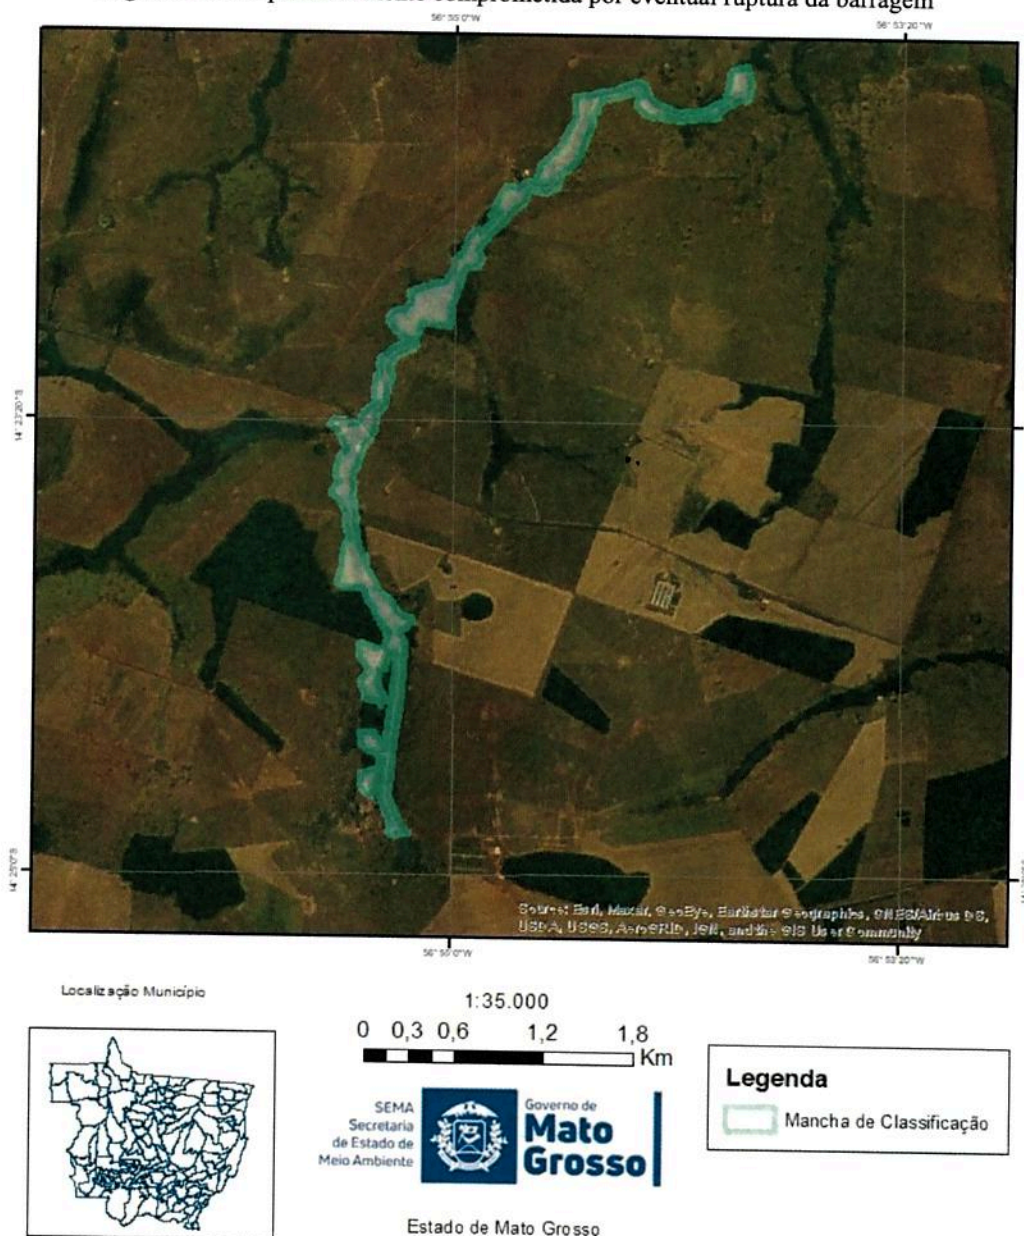 comprometida por eventual ruptura da barragem
56° 55' 0"W
56° 53' 20"W
14° 23' 20"S
14° 25' 0"S
Source: Esri, Maxar, GeoEye, Earthstar Geographics, CNES/Airbus DS,
USDA, USGS, AeroGRID, IGN, and the GIS User Community
56° 55' 0"W
56° 53' 20"W
Localização Município
1:35.000
0 0,3 0,6 1,2 1,8
Km
SEMA
Secretaria
de Estado de
Meio Ambiente
Governo de
Mato
Grosso
Legenda
Mancha de Classificação
Estado de Mato Grosso